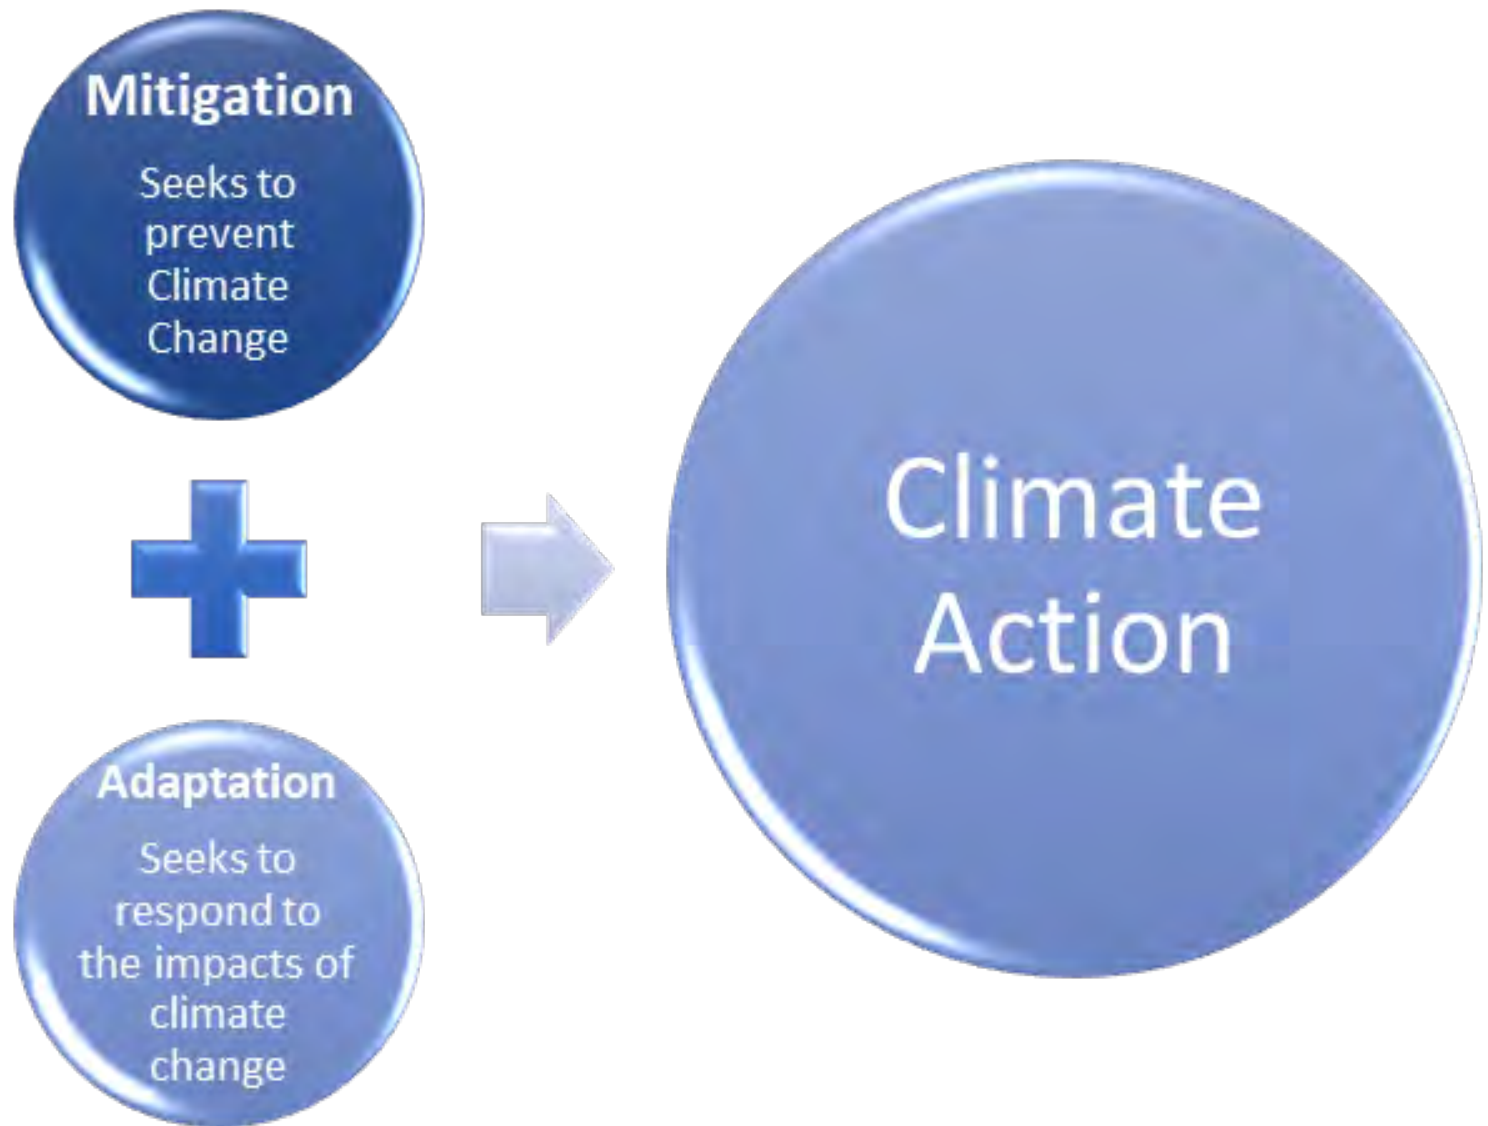 Mitigation
Seeks to
prevent
Climate
Change
Adaptation
Seeks to
respond to
the impacts of
climate
change
Climate
Action